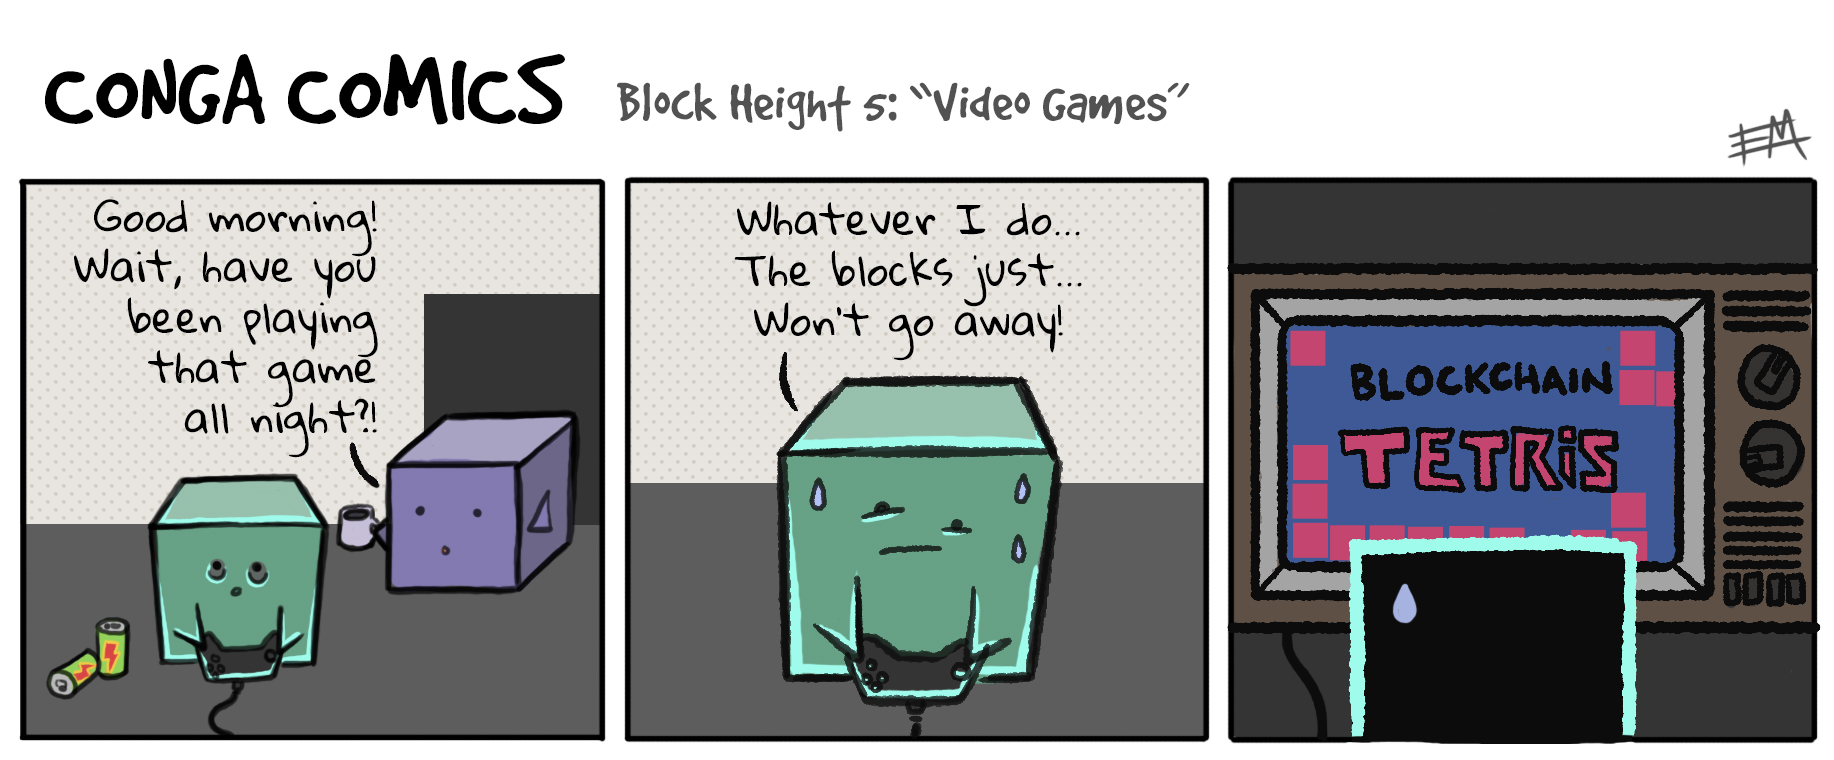 CONGA COMICS
Block Height 5: "Video Games"
EM
Good morning!
Wait, have you
been playing
that game
all night?!
Whatever I do...
The blocks just...
Won't go away!
BLOCKCHAIN
TETRiS